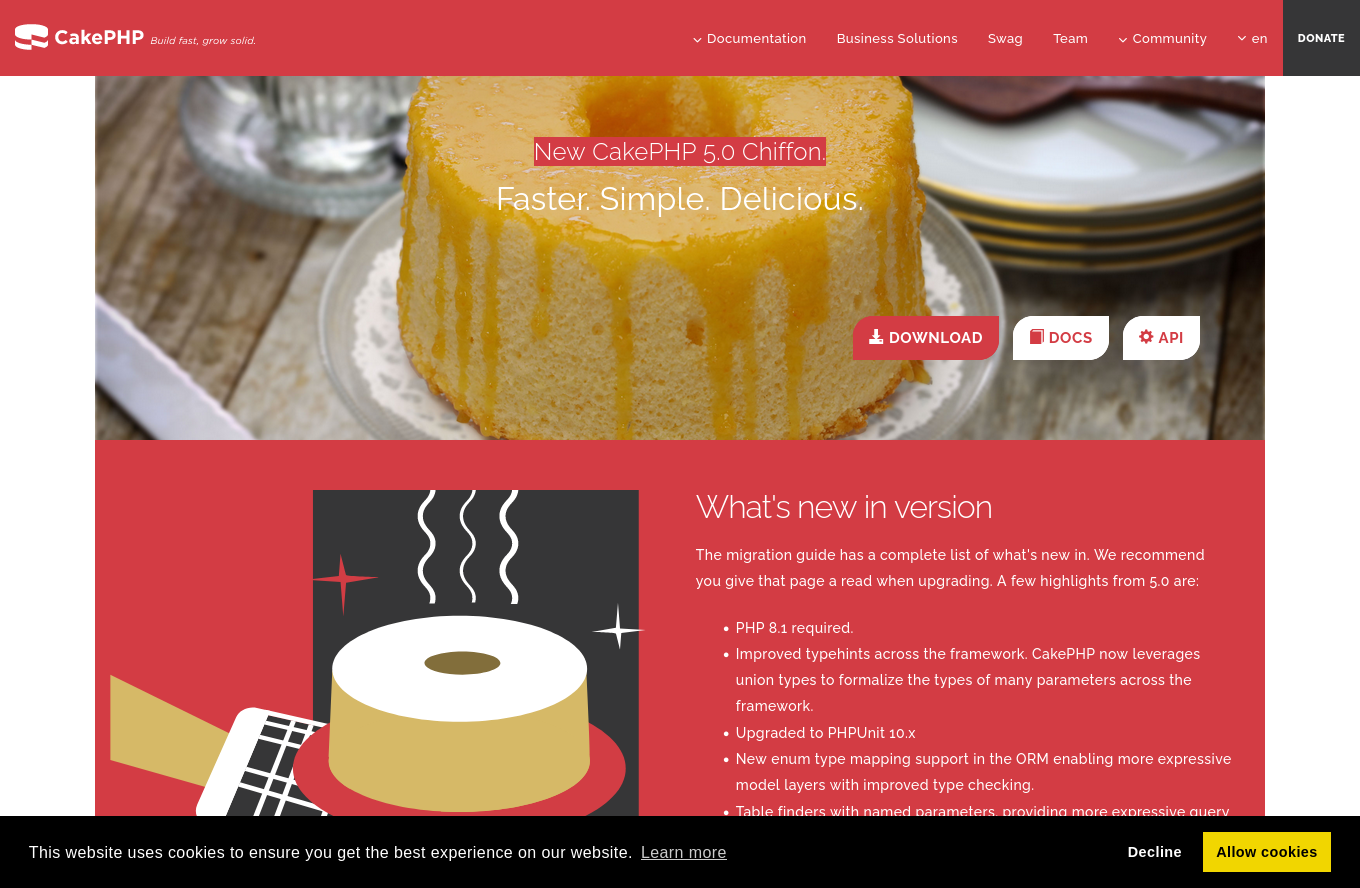 CakePHP Build fast, grow solid.
Documentation
Business Solutions
Swag
Team
Community
en
DONATE
New CakePHP 5.0 Chiffon.
Faster. Simple. Delicious.
DOWNLOAD
DOCS
API
What's new in version
The migration guide has a complete list of what's new in. We recommend
you give that page a read when upgrading. A few highlights from 5.0 are:
• PHP 8.1 required.
• Improved typehints across the framework. CakePHP now leverages
union types to formalize the types of many parameters across the
framework.
• Upgraded to PHPUnit 10.x
• New enum type mapping support in the ORM enabling more expressive
model layers with improved type checking.
• Table finders with named parameters, providing more expressive query
This website uses cookies to ensure you get the best experience on our website. Learn more
Decline
Allow cookies